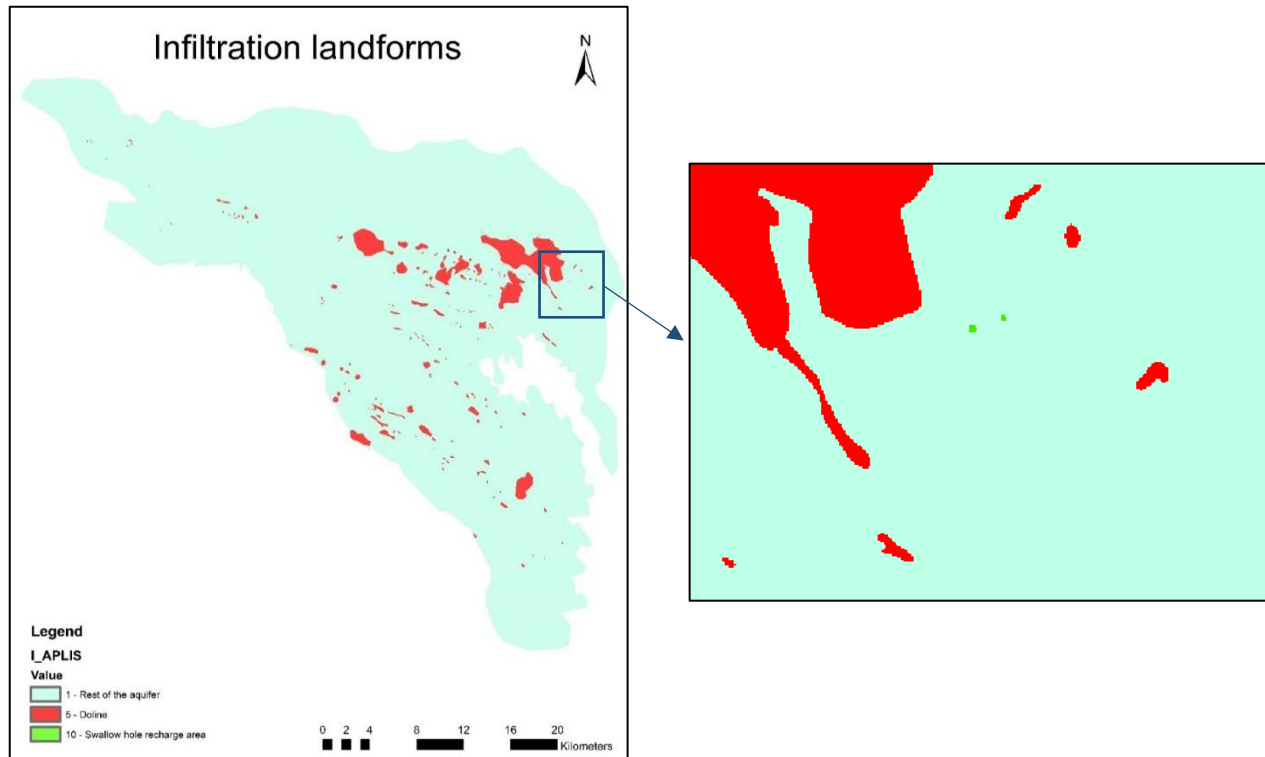 Infiltration landforms
N
Legend
I_APLIS
Value
1 - Rest of the aquifer
5 - Doline
10 - Swallow hole recharge area
0 2 4 8 12 16 20
Kilometers